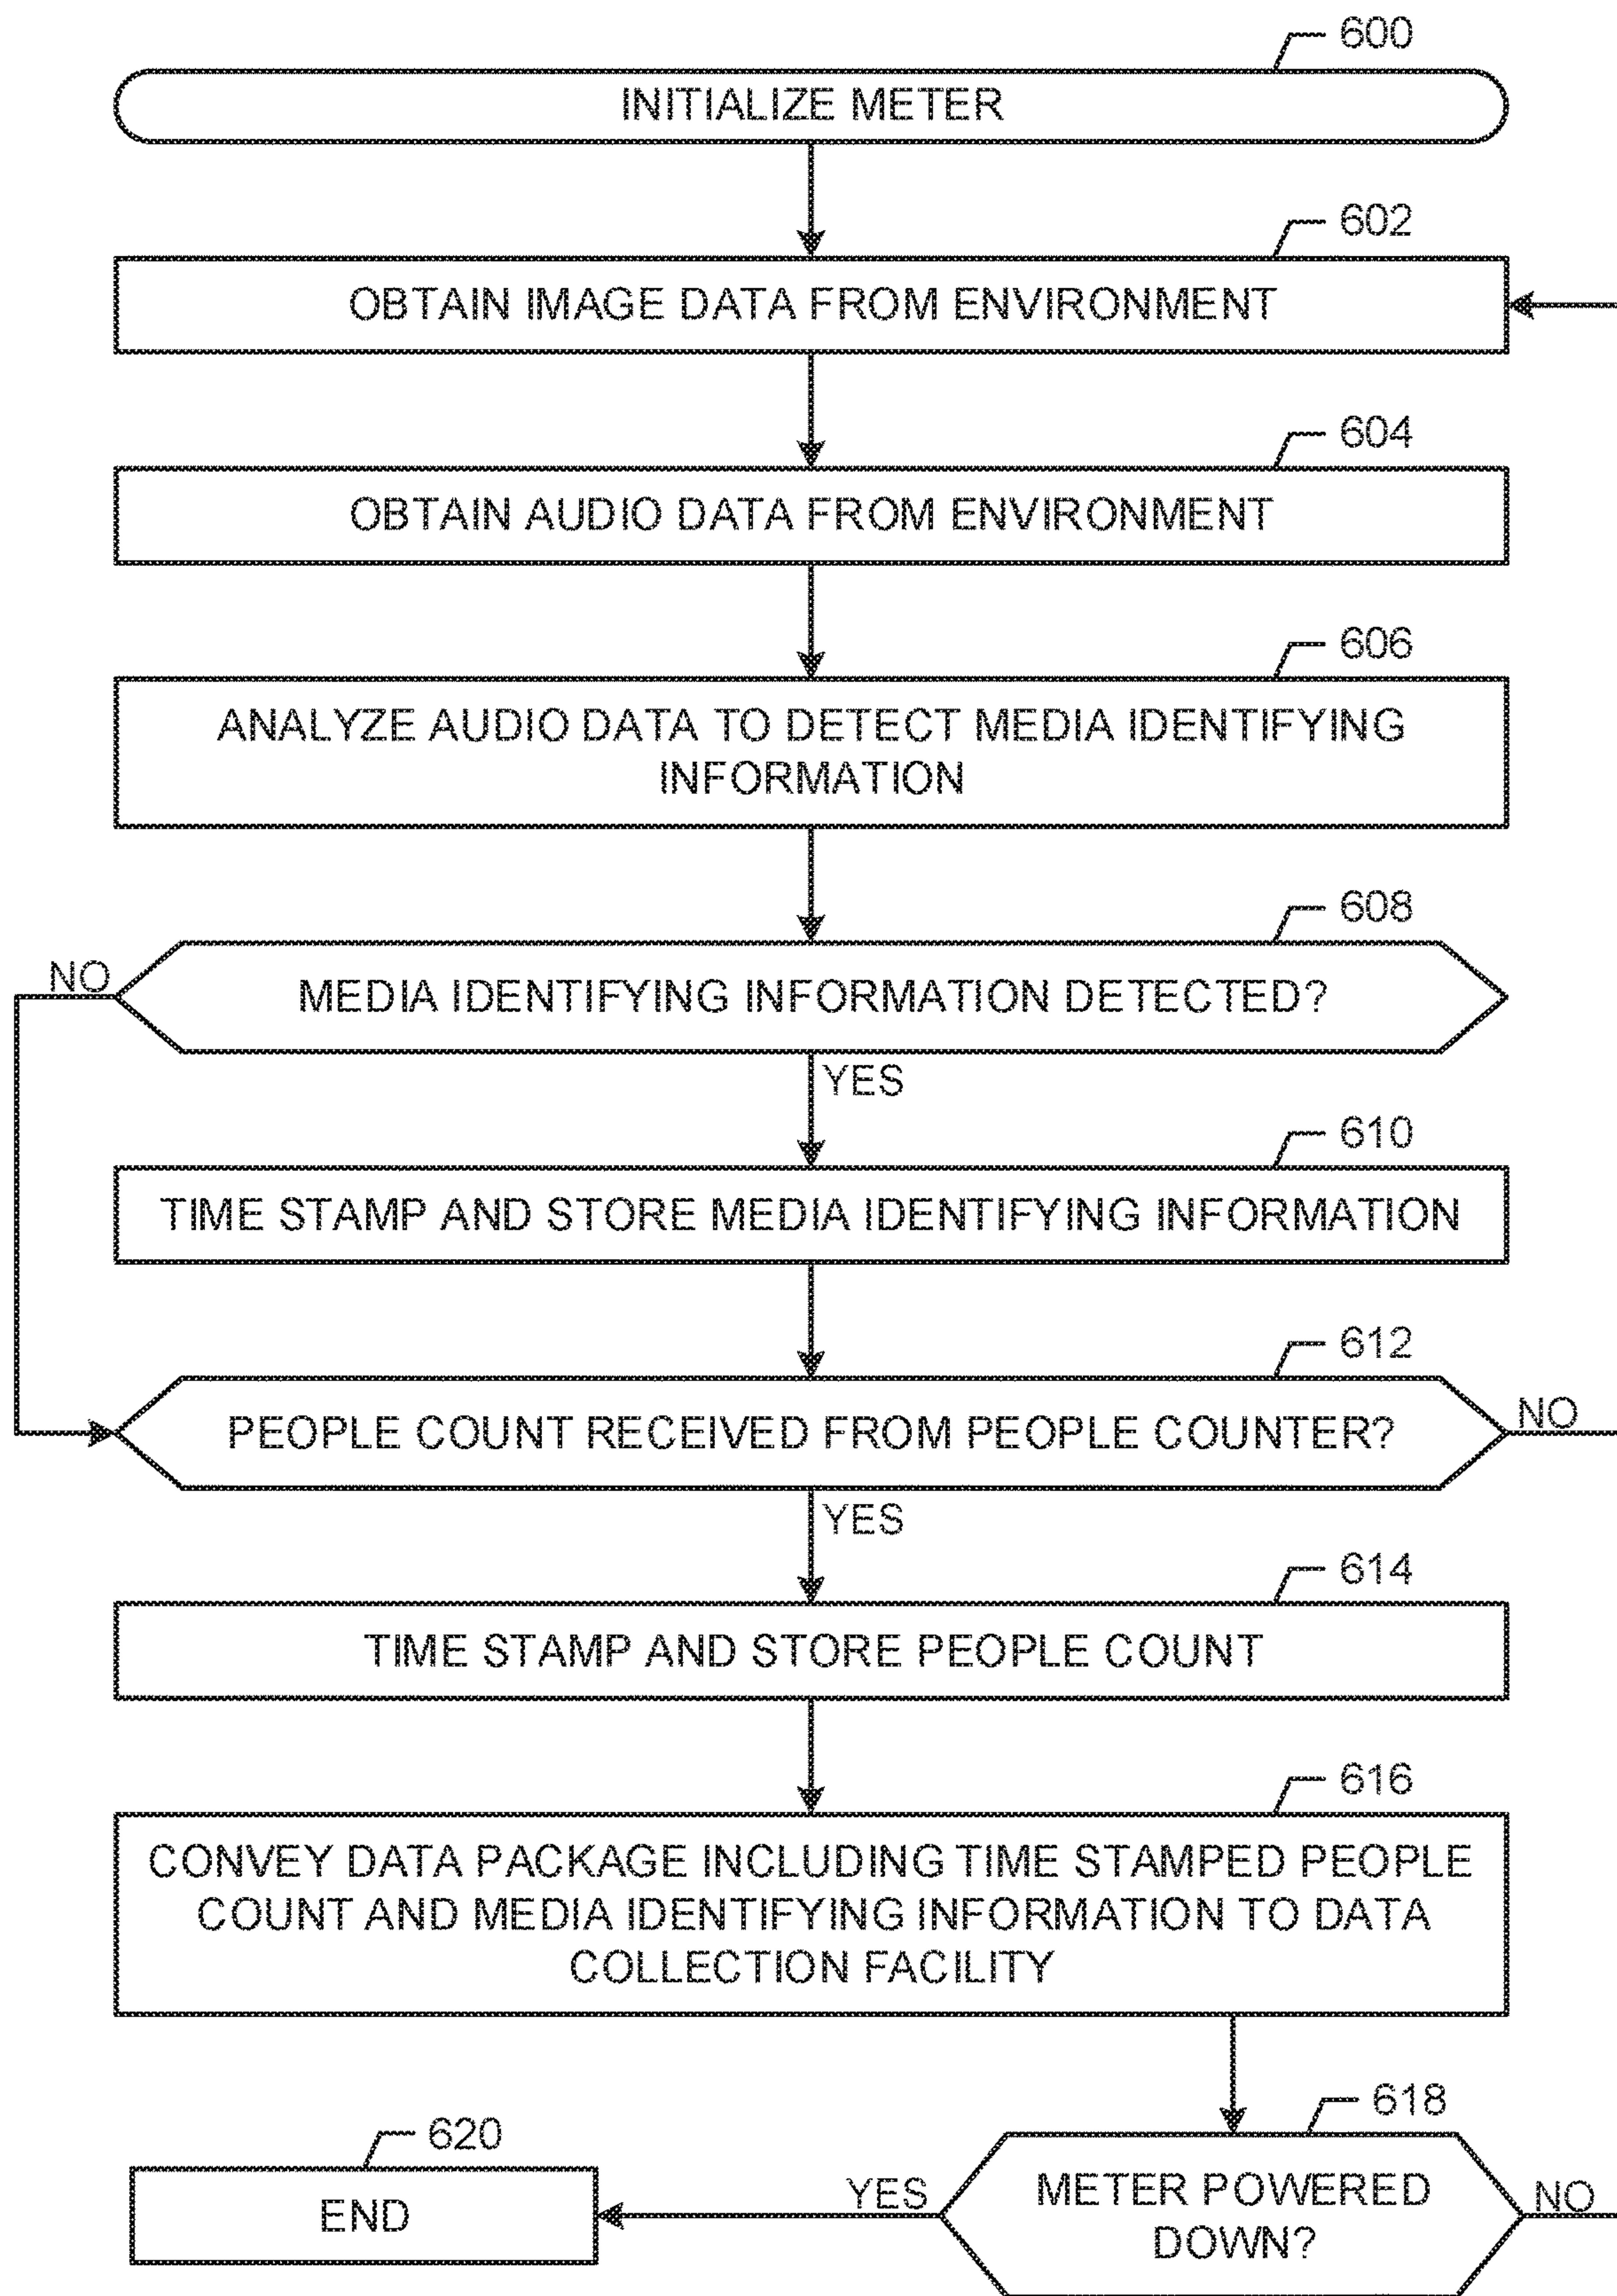 600
INITIALIZE METER
602
OBTAIN IMAGE DATA FROM ENVIRONMENT
604
OBTAIN AUDIO DATA FROM ENVIRONMENT
606
ANALYZE AUDIO DATA TO DETECT MEDIA IDENTIFYING
INFORMATION
608
NO
MEDIA IDENTIFYING INFORMATION DETECTED?
YES
610
TIME STAMP AND STORE MEDIA IDENTIFYING INFORMATION
612
PEOPLE COUNT RECEIVED FROM PEOPLE COUNTER?
NO
YES
614
TIME STAMP AND STORE PEOPLE COUNT
616
CONVEY DATA PACKAGE INCLUDING TIME STAMPED PEOPLE
COUNT AND MEDIA IDENTIFYING INFORMATION TO DATA
COLLECTION FACILITY
618
METER POWERED
DOWN?
NO
YES
620
END